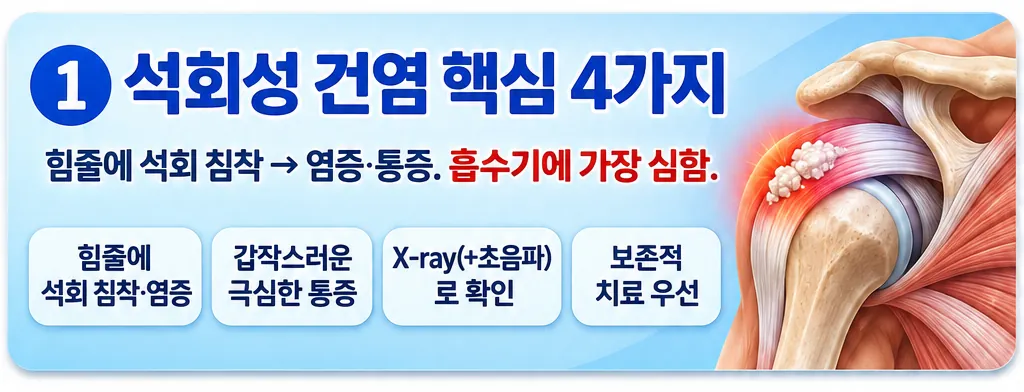 1 석회성 건염 핵심 4가지
힘줄에 석회 침착 → 염증·통증. 흡수기에 가장 심함.
힘줄에
석회 침착·염증
갑작스러운
극심한 통증
X-ray(+초음파)
로 확인
보존적
치료 우선